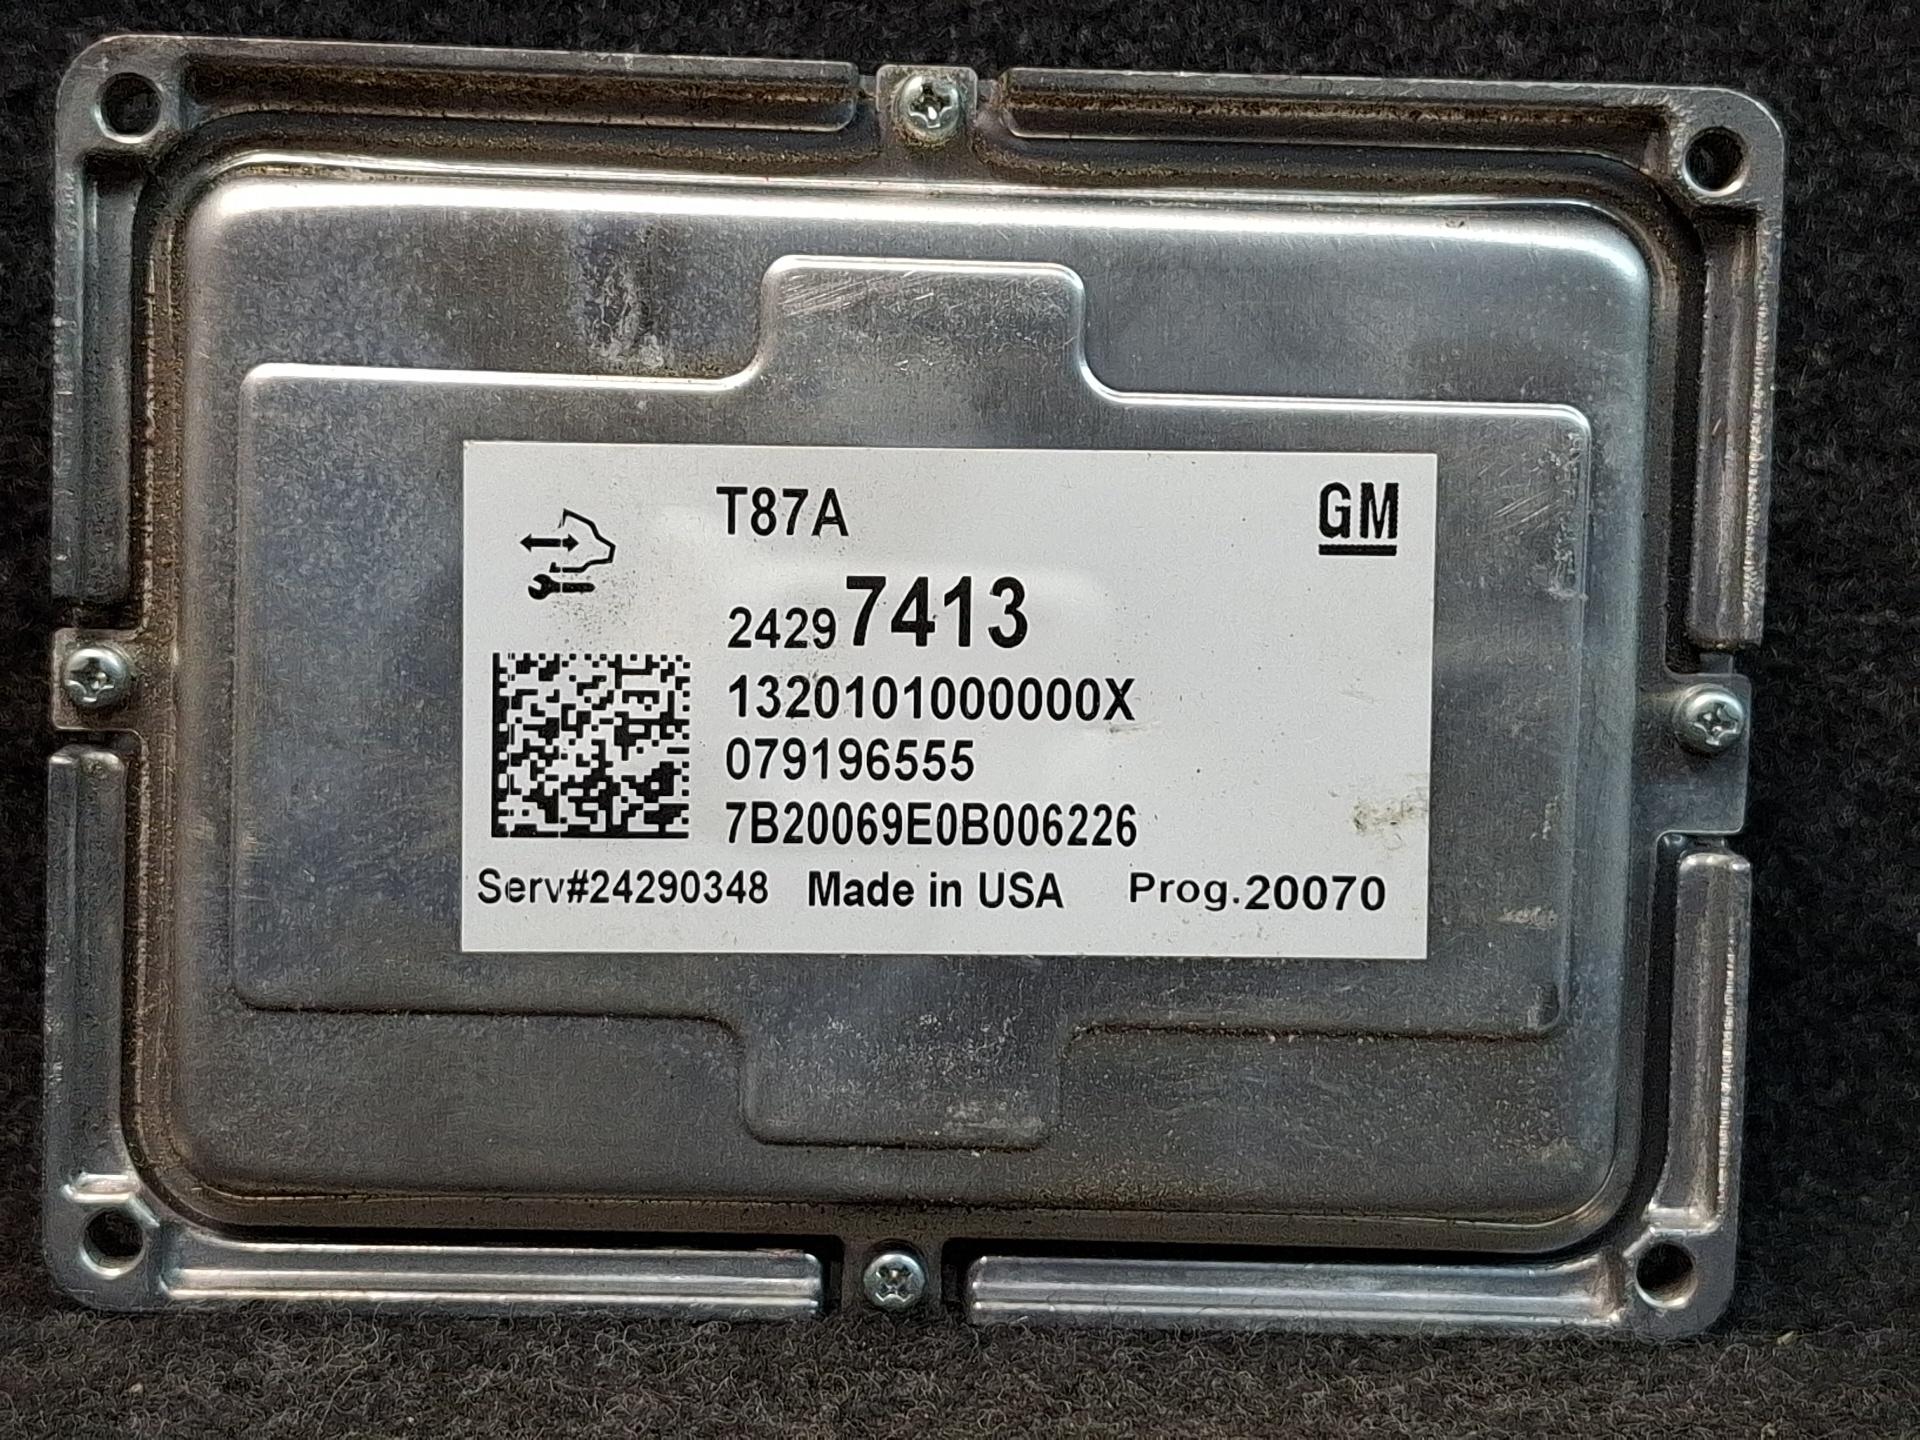 T87A GM
24297413
1320101000000X
079196555
7B20069E0B006226
Serv#24290348 Made in USA Prog.20070